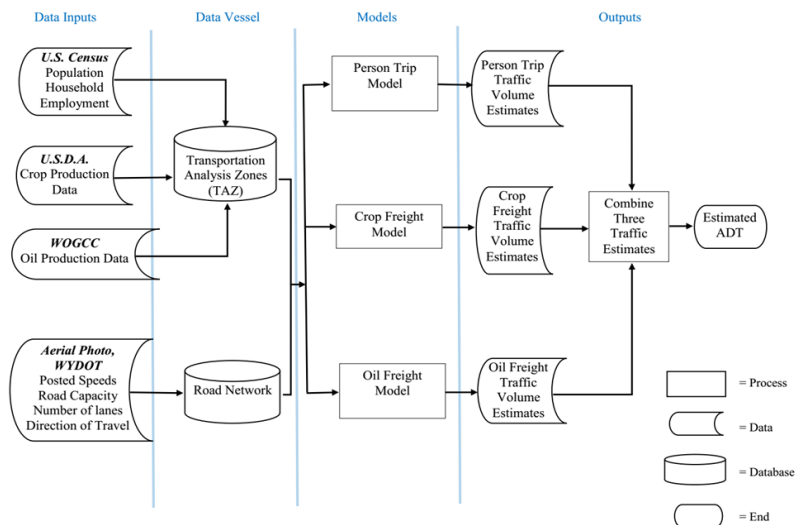 Data Inputs
Data Vessel
Models
Outputs
U.S. Census
Population
Household
Employment
U.S.D.A.
Crop Production
Data
WOGCC
Oil Production Data
Aerial Photo,
WYDOT
Posted Speeds
Road Capacity
Number of lanes
Direction of Travel
Transportation
Analysis Zones
(TAZ)
Road Network
Person Trip
Model
Crop Freight
Model
Oil Freight
Model
Person Trip
Traffic
Volume
Estimates
Crop
Freight
Traffic
Volume
Estimates
Oil Freight
Traffic
Volume
Estimates
Combine
Three
Traffic
Estimates
Estimated
ADT
= Process
= Data
= Database
= End